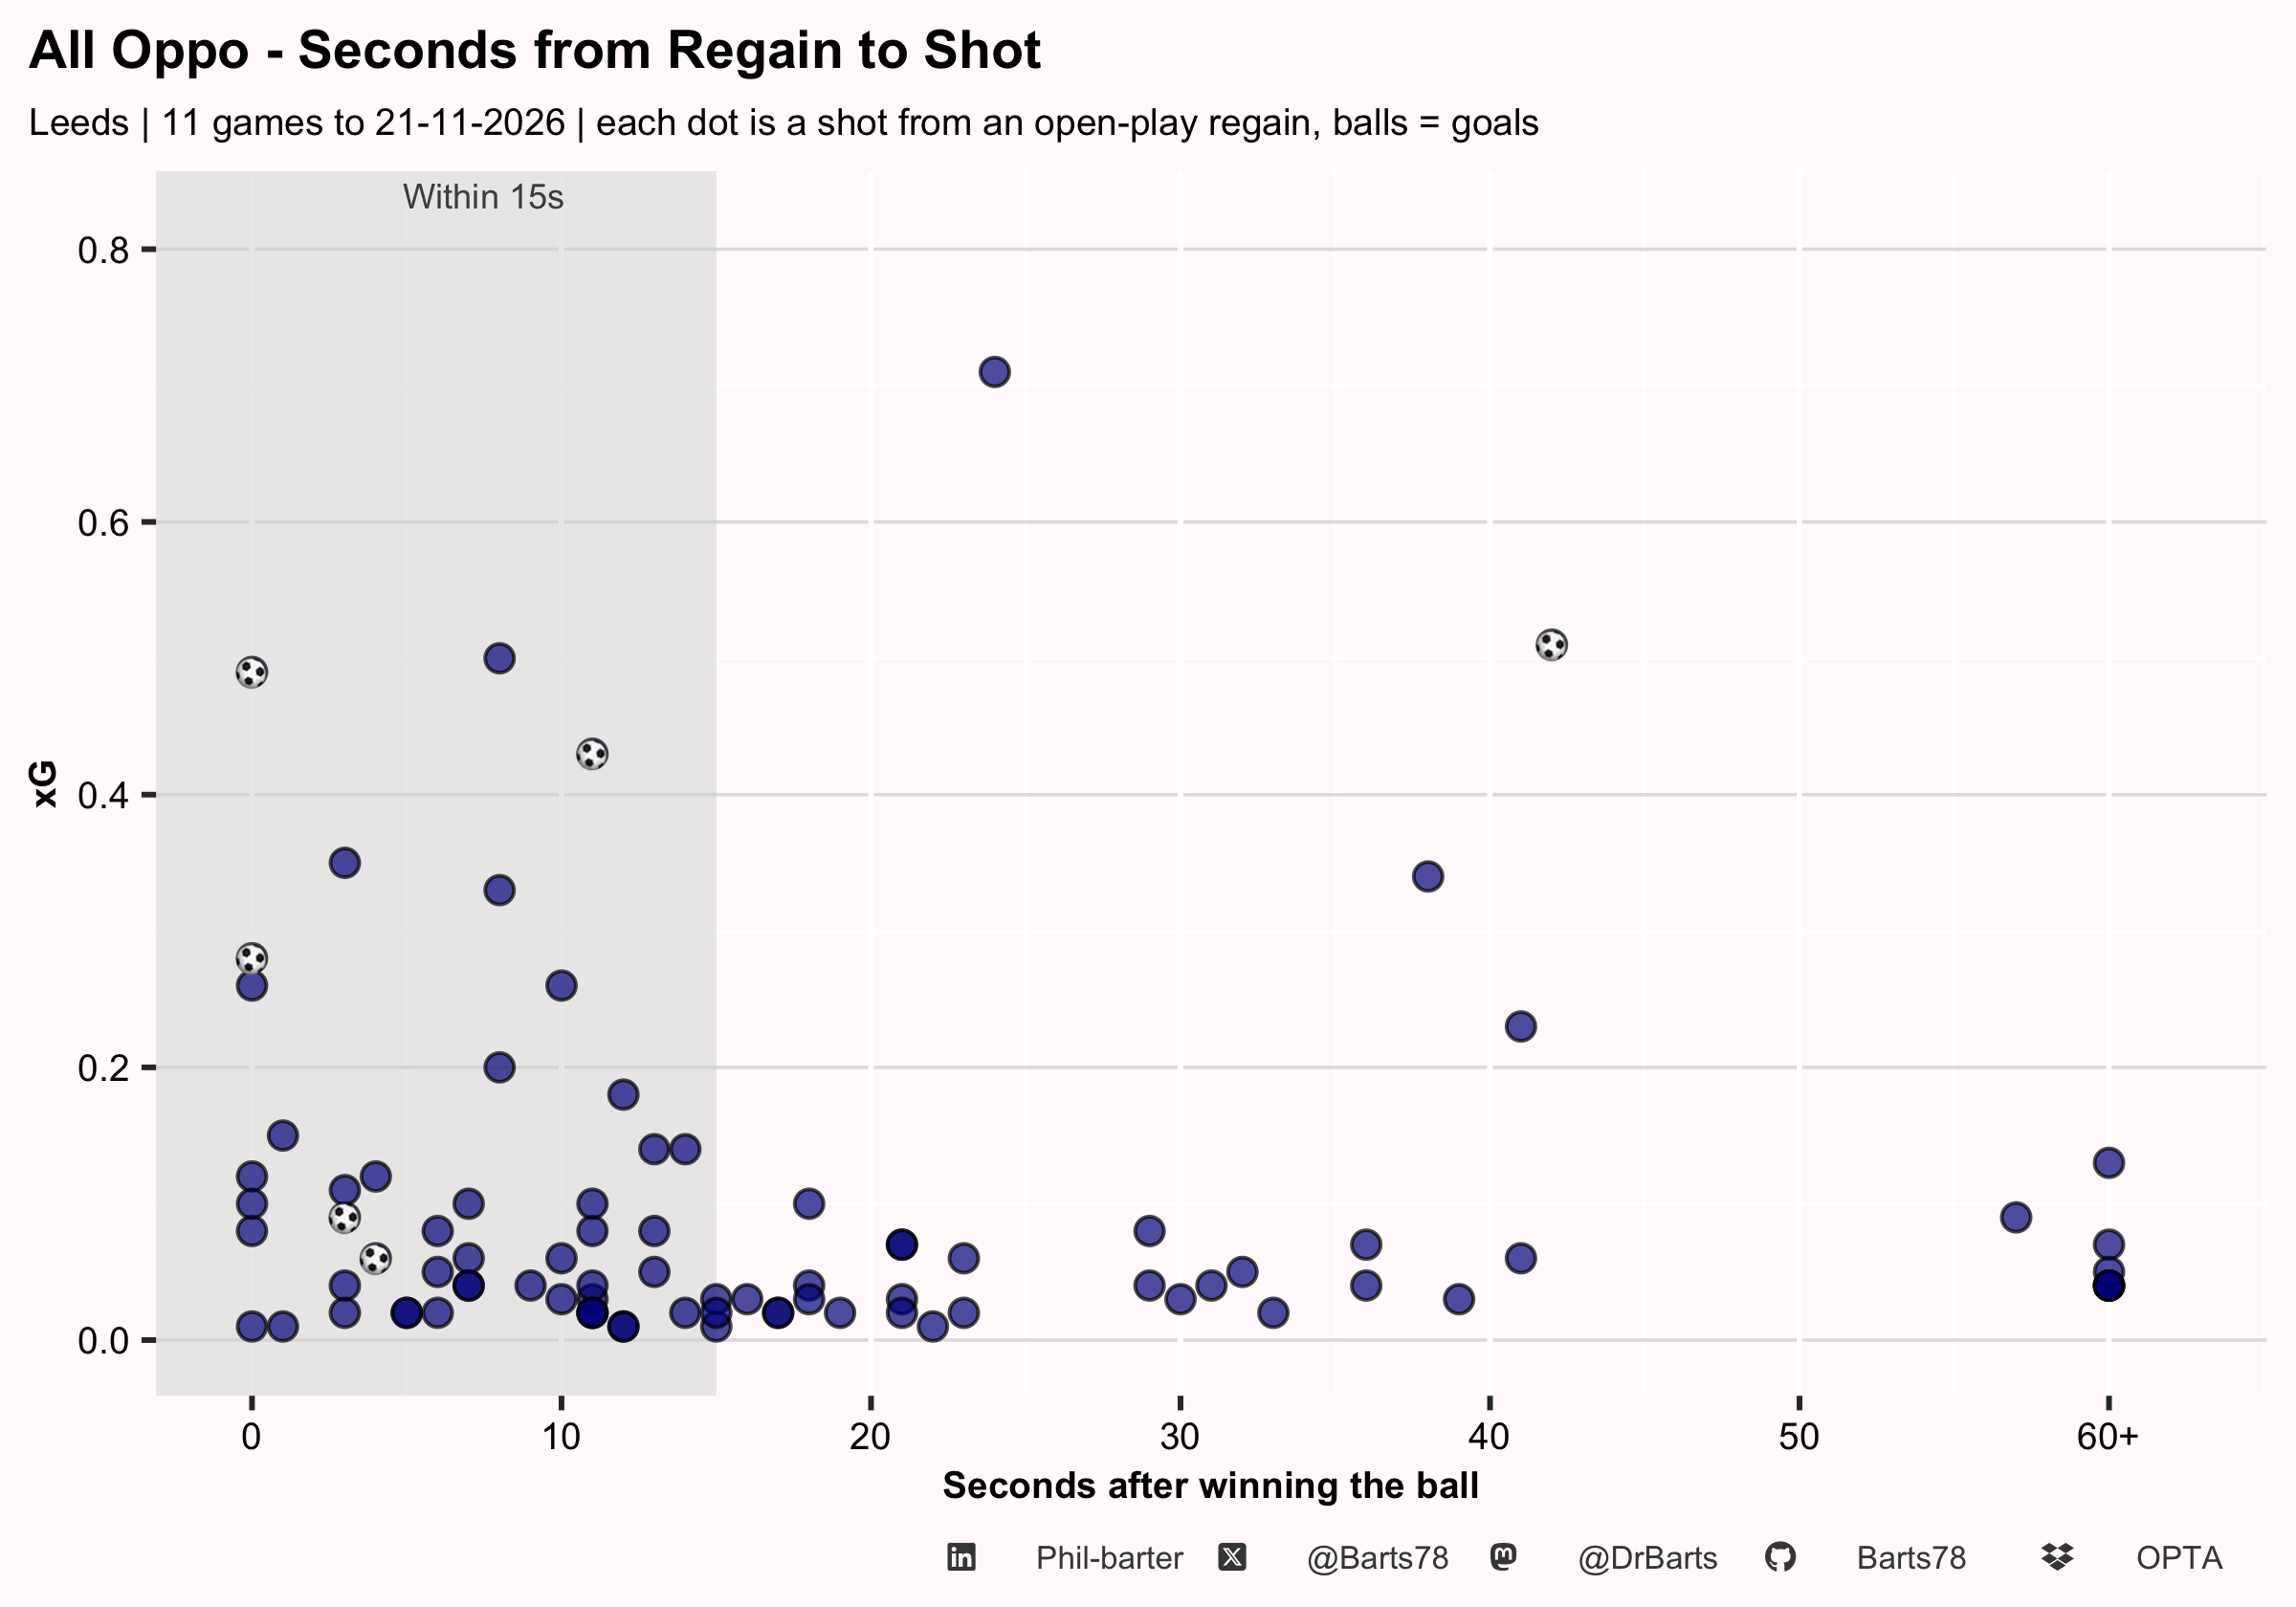 All Oppo - Seconds from Regain to Shot
Leeds | 11 games to 21-11-2026 | each dot is a shot from an open-play regain, balls = goals
Within 15s
0.8
0.6
0.4
0.2
0.0
xG
0 10 20 30 40 50 60+
Seconds after winning the ball
Phil-barter @Barts78 @DrBarts Barts78 OPTA